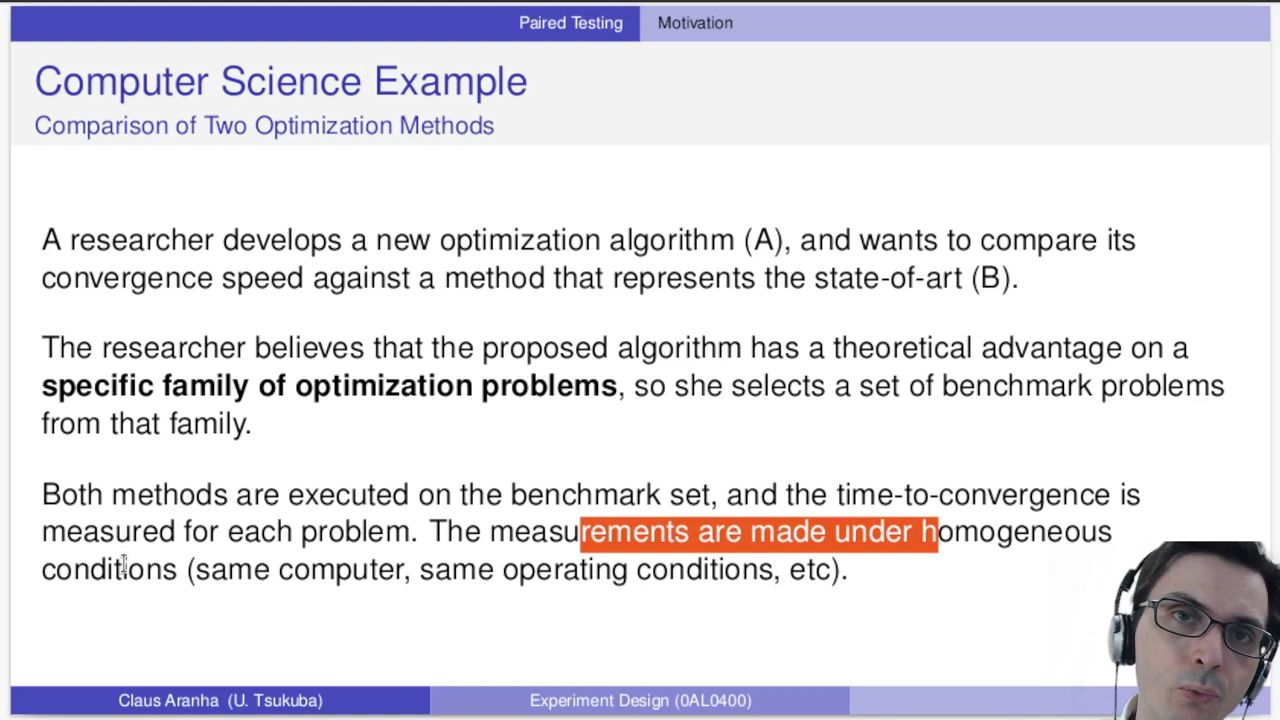 Paired Testing Motivation
Computer Science Example
Comparison of Two Optimization Methods
A researcher develops a new optimization algorithm (A), and wants to compare its
convergence speed against a method that represents the state-of-art (B).
The researcher believes that the proposed algorithm has a theoretical advantage on a
specific family of optimization problems, so she selects a set of benchmark problems
from that family.
Both methods are executed on the benchmark set, and the time-to-convergence is
measured for each problem. The measurements are made under homogeneous
conditions (same computer, same operating conditions, etc).
Claus Aranha (U. Tsukuba) Experiment Design (0AL0400)